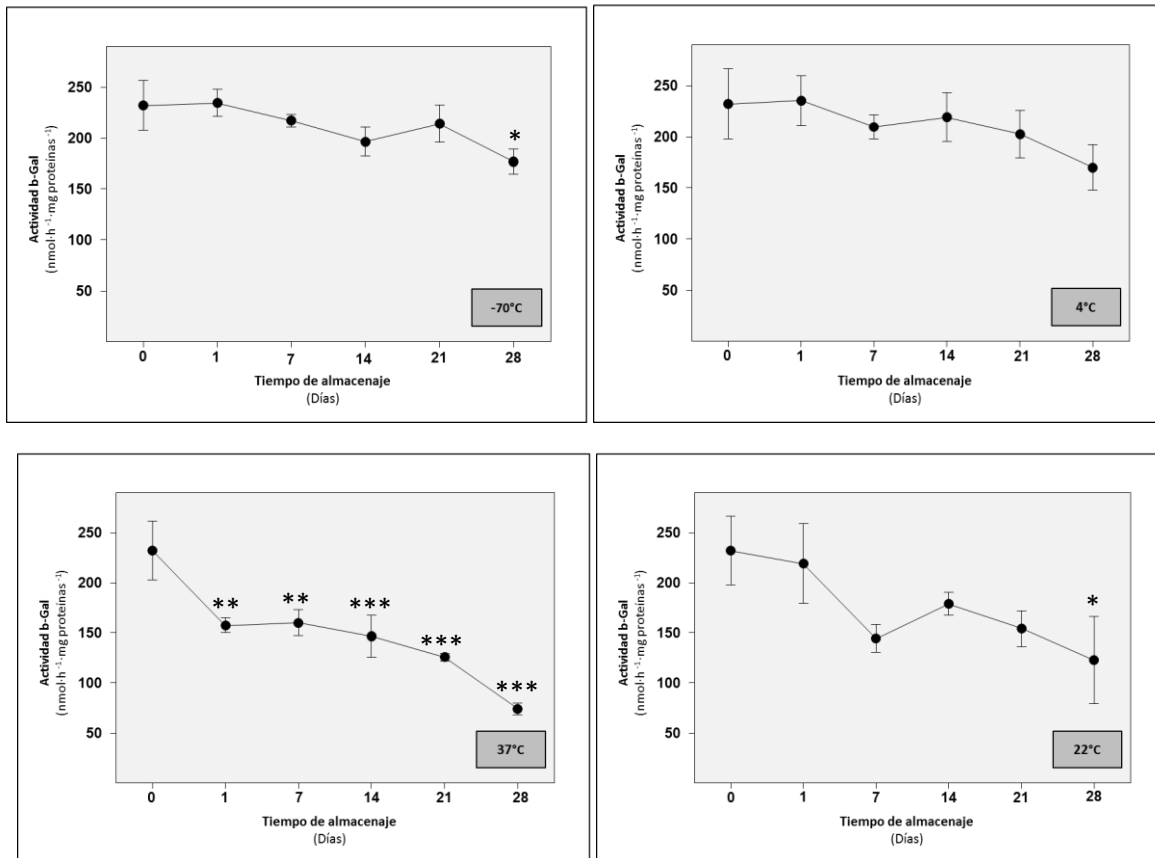 Actividad b-Gal
(nmol·h⁻¹·mg proteínas⁻¹)
250
200
150
100
50
*
-70°C
0 1 7 14 21 28
Tiempo de almacenaje
(Días)
Actividad b-Gal
(nmol·h⁻¹·mg proteínas⁻¹)
250
200
150
100
50
4°C
0 1 7 14 21 28
Tiempo de almacenaje
(Días)
Actividad b-Gal
(nmol·h⁻¹·mg proteínas⁻¹)
250
200
150
100
50
** ** *** *** ***
37°C
0 1 7 14 21 28
Tiempo de almacenaje
(Días)
Actividad b-Gal
(nmol·h⁻¹·mg proteínas⁻¹)
250
200
150
100
50
*
22°C
0 1 7 14 21 28
Tiempo de almacenaje
(Días)